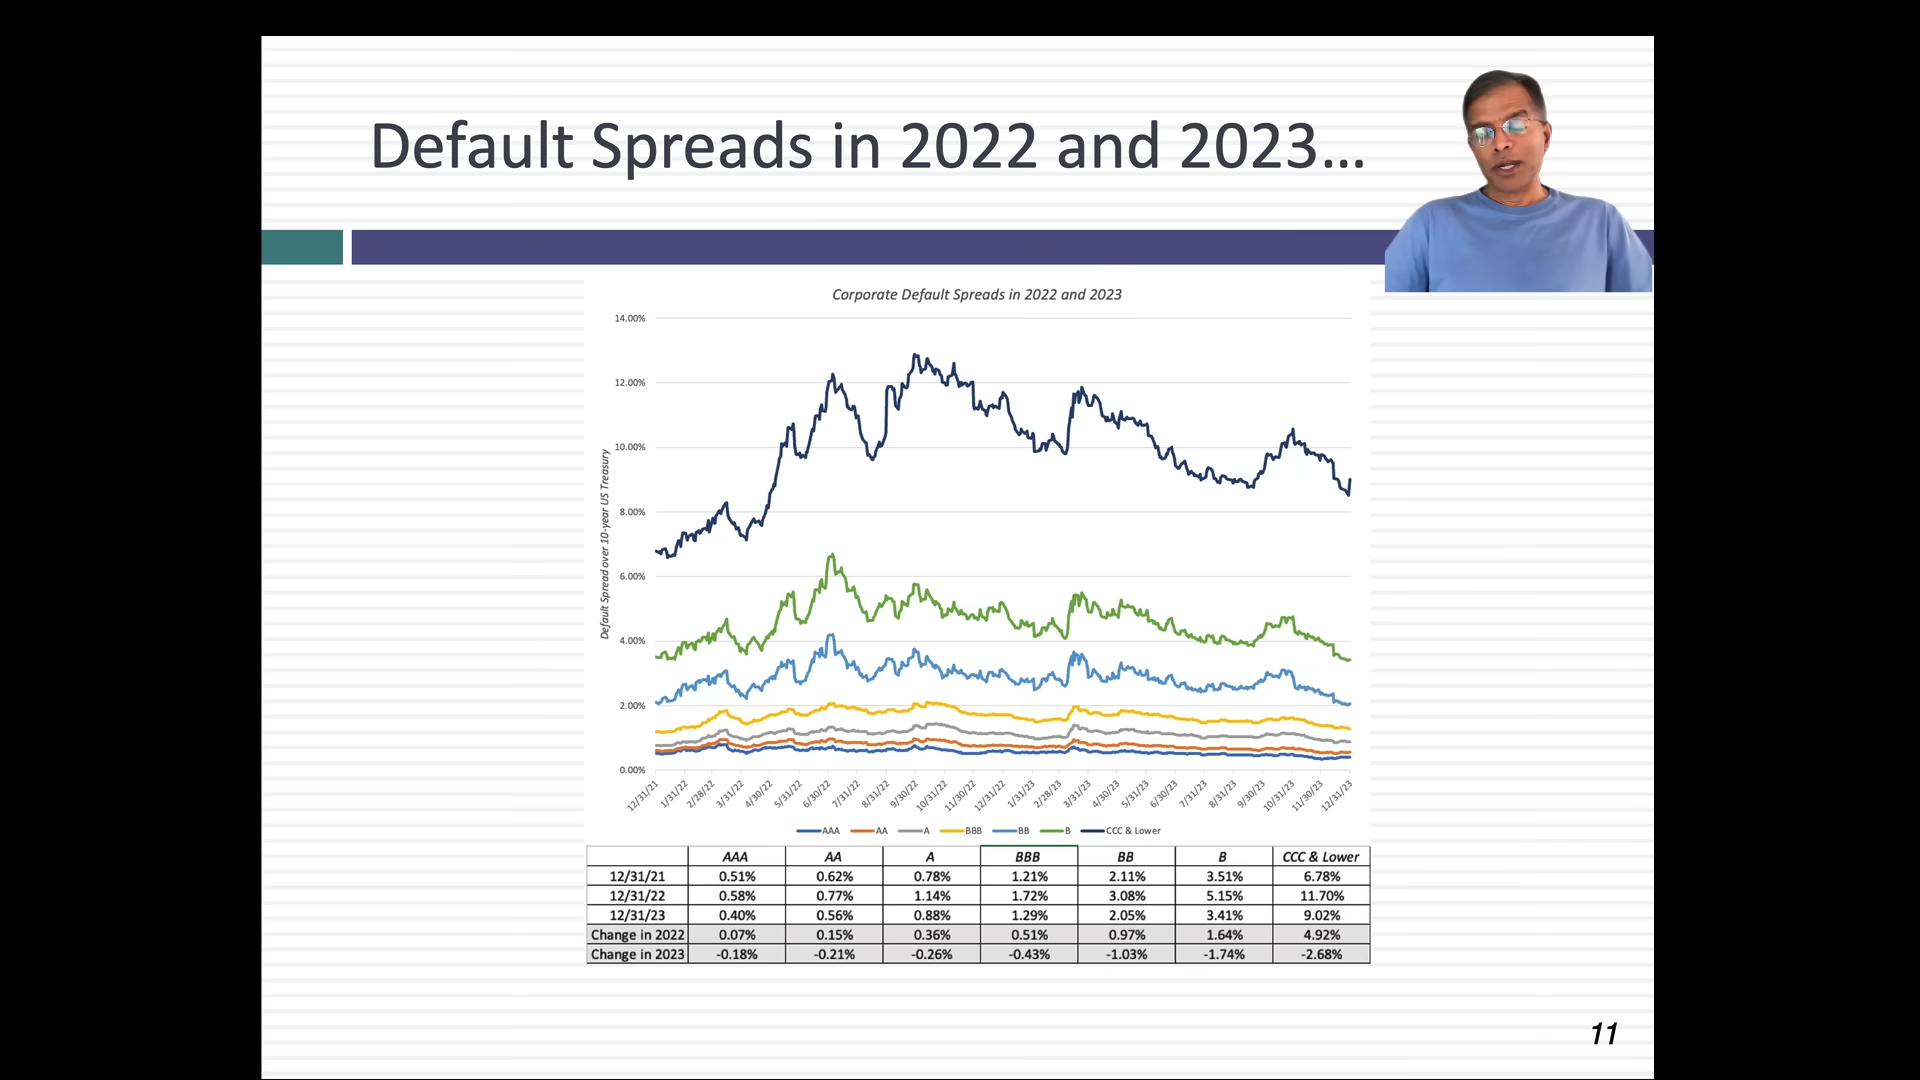 Default Spreads in 2022 and 2023...
Corporate Default Spreads in 2022 and 2023
Default Spread over 10-year US Treasury
14.00%
12.00%
10.00%
8.00%
6.00%
4.00%
2.00%
0.00%
12/31/21 1/31/22 2/28/22 3/31/22 4/30/22 5/31/22 6/30/22 7/31/22 8/31/22 9/30/22 10/31/22 11/30/22 12/31/22 1/31/23 2/28/23 3/31/23 4/30/23 5/31/23 6/30/23 7/31/23 8/31/23 9/30/23 10/31/23 11/30/23 12/31/23
AAA AA A BBB BB B CCC & Lower
AAA AA A BBB BB B CCC & Lower
12/31/21 0.51% 0.62% 0.78% 1.21% 2.11% 3.51% 6.78%
12/31/22 0.58% 0.77% 1.14% 1.72% 3.08% 5.15% 11.70%
12/31/23 0.40% 0.56% 0.88% 1.29% 2.05% 3.41% 9.02%
Change in 2022 0.07% 0.15% 0.36% 0.51% 0.97% 1.64% 4.92%
Change in 2023 -0.18% -0.21% -0.26% -0.43% -1.03% -1.74% -2.68%
11